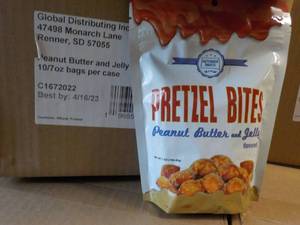 Global Distributing Inc
47498 Monarch Lane
Renner, SD 57055
Peanut Butter and Jelly
10/7oz bags per case
C1672022
Best by: 4/16/23
PRETZEL BITES
Peanut Butter and Jelly
flavored